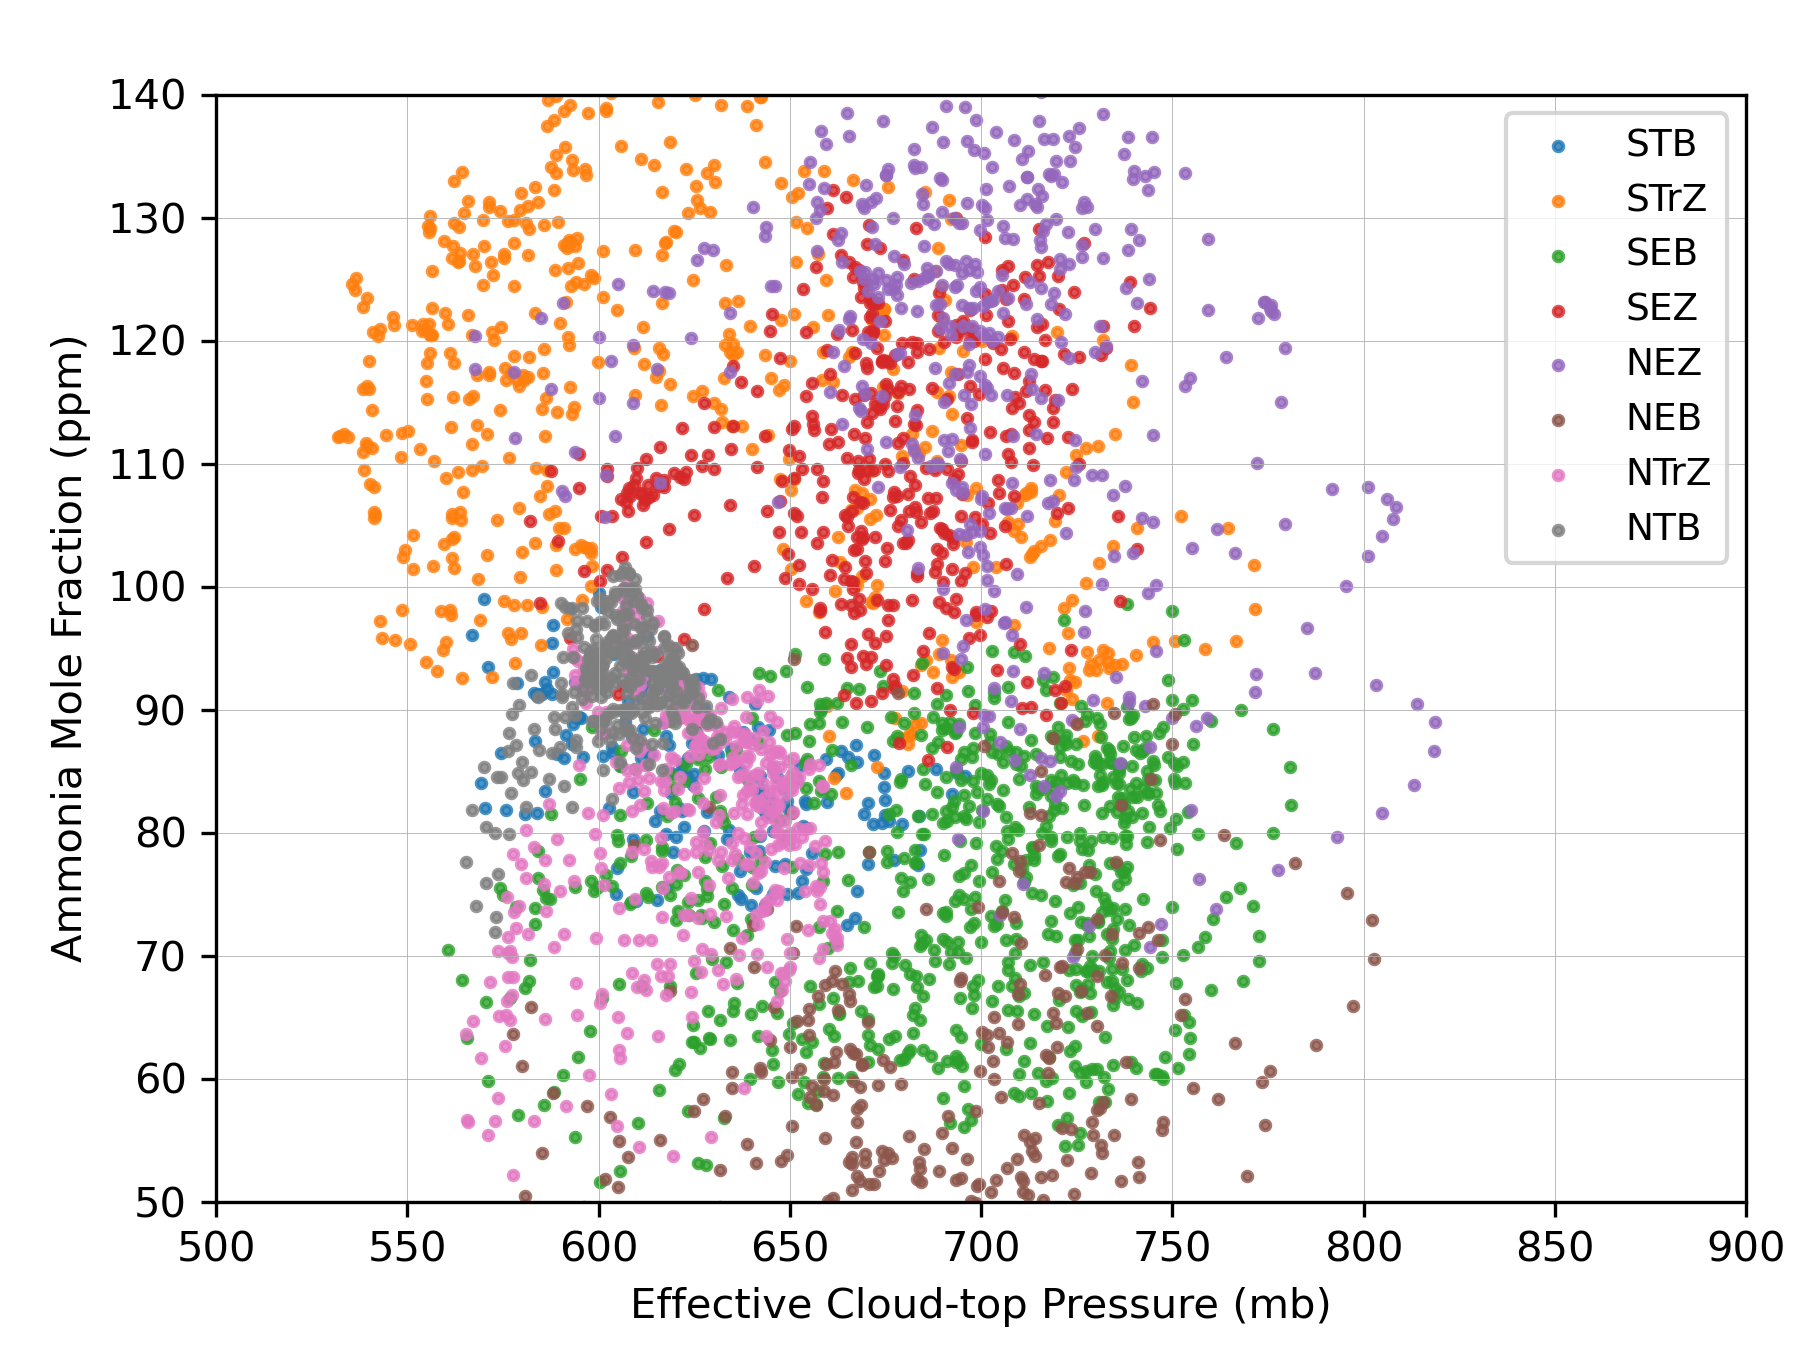 140
130
120
110
100
90
80
70
60
50
Ammonia Mole Fraction (ppm)
STB
STrZ
SEB
SEZ
NEZ
NEB
NTrZ
NTB
500 550 600 650 700 750 800 850 900
Effective Cloud-top Pressure (mb)